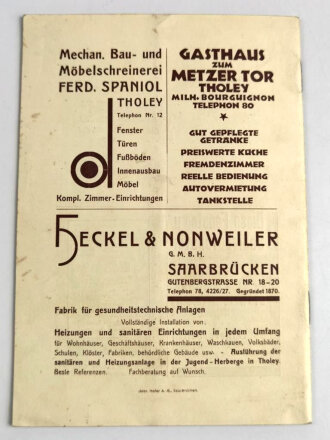 Mechan. Bau- und
Möbelschreinerei
FERD. SPANIOL
THOLEY
Telephon Nr. 12
Fenster
Türen
Fußböden
Innenausbau
Möbel
Kompl. Zimmer-Einrichtungen
GASTHAUS
ZUM
METZER TOR
THOLEY
MILH. BOURGUIGNON
TELEPHON 80
GUT GEPFLEGTE
GETRÄNKE
PREISWERTE KÜCHE
FREMDENZIMMER
REELLE BEDIENUNG
AUTOVERMIETUNG
TANKSTELLE
HECKEL & NONWEILER
G. M. B. H.
SAARBRÜCKEN
GUTENBERGSTRASSE NR. 18-20
Telephon 78, 4226/27. Gegründet 1870.
Fabrik für gesundheitstechnische Anlagen
Vollständige Installation von:
Heizungen und sanitären Einrichtungen in jedem Umfang
für Wohnhäuser, Geschäftshäuser, Krankenhäuser, Waschkauen, Volksbäder,
Schulen, Klöster, Fabriken, behördliche Gebäude usw. - Ausführung der
sanitären und Heizungsanlage in der Jugend-Herberge in Tholey.
Beste Referenzen. Fachberatung auf Wunsch.